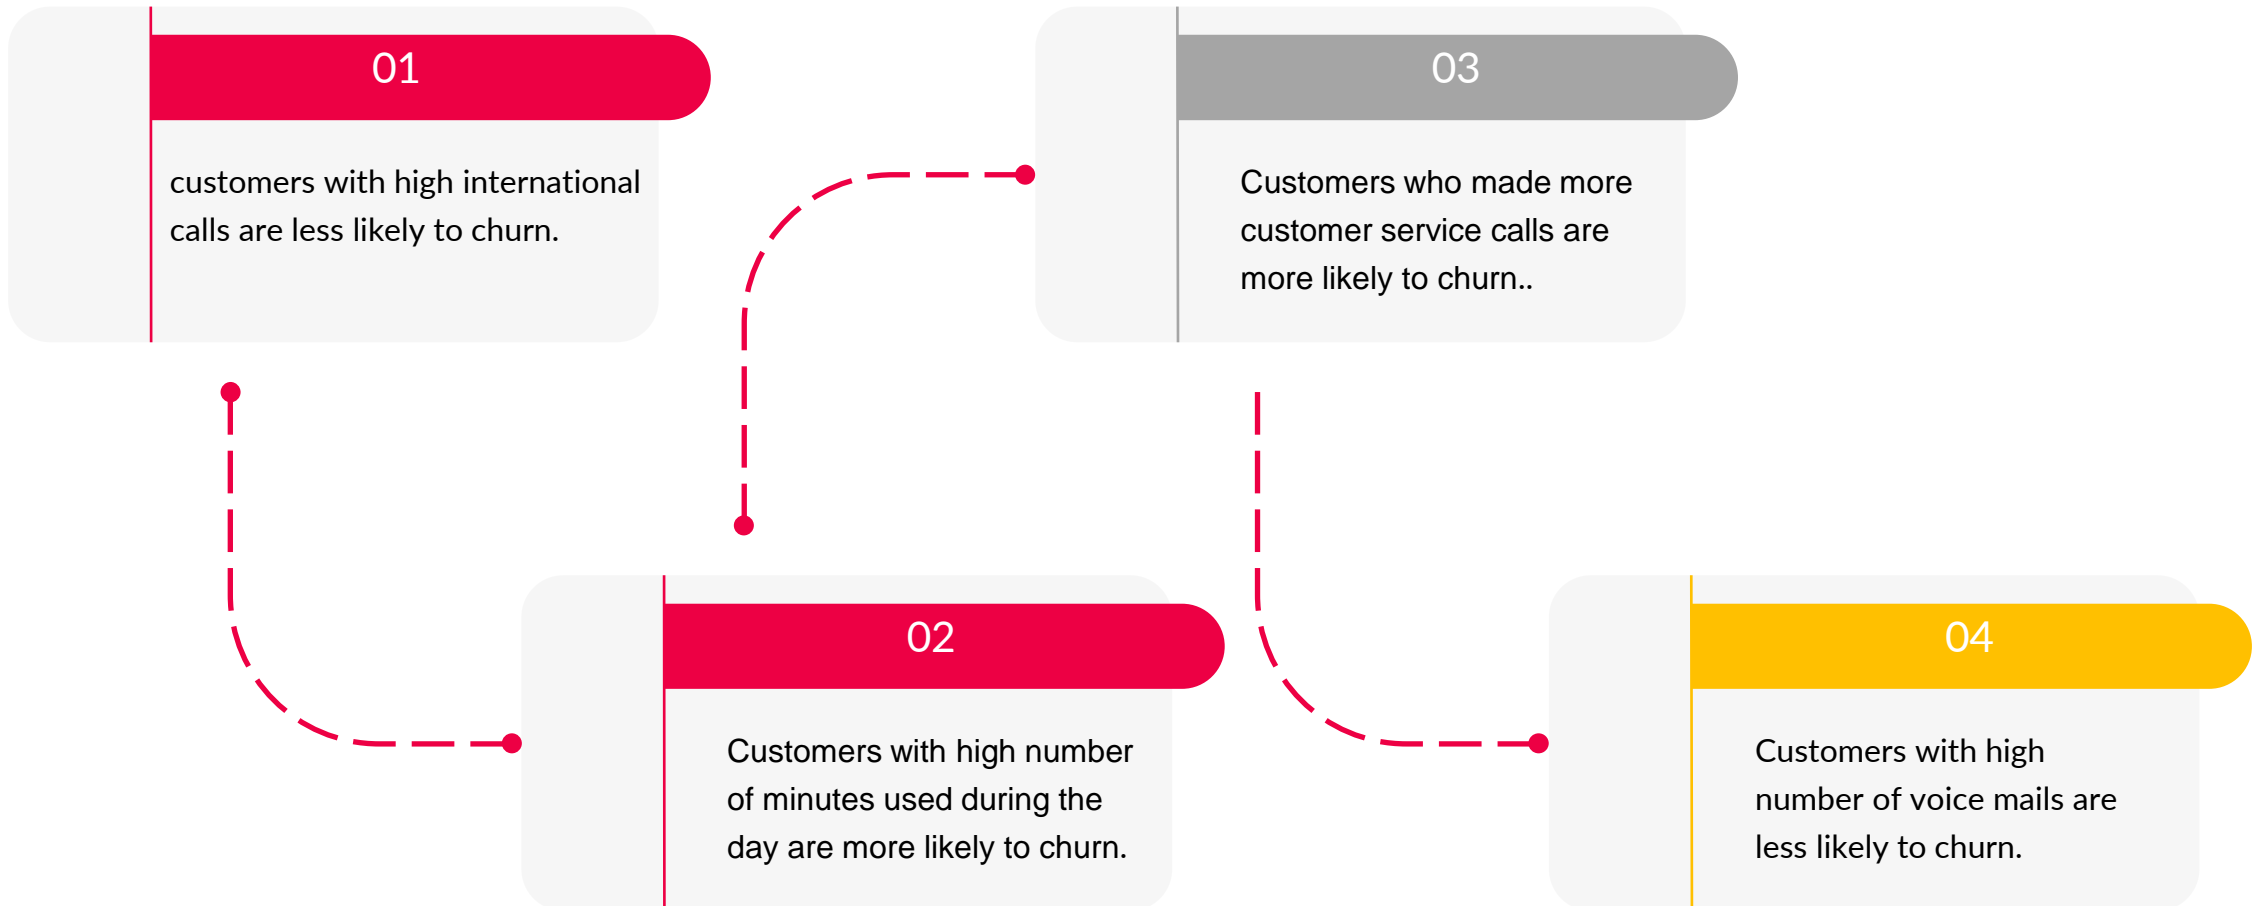 01
customers with high international
calls are less likely to churn.
02
Customers with high number
of minutes used during the
day are more likely to churn.
03
Customers who made more
customer service calls are
more likely to churn..
04
Customers with high
number of voice mails are
less likely to churn.